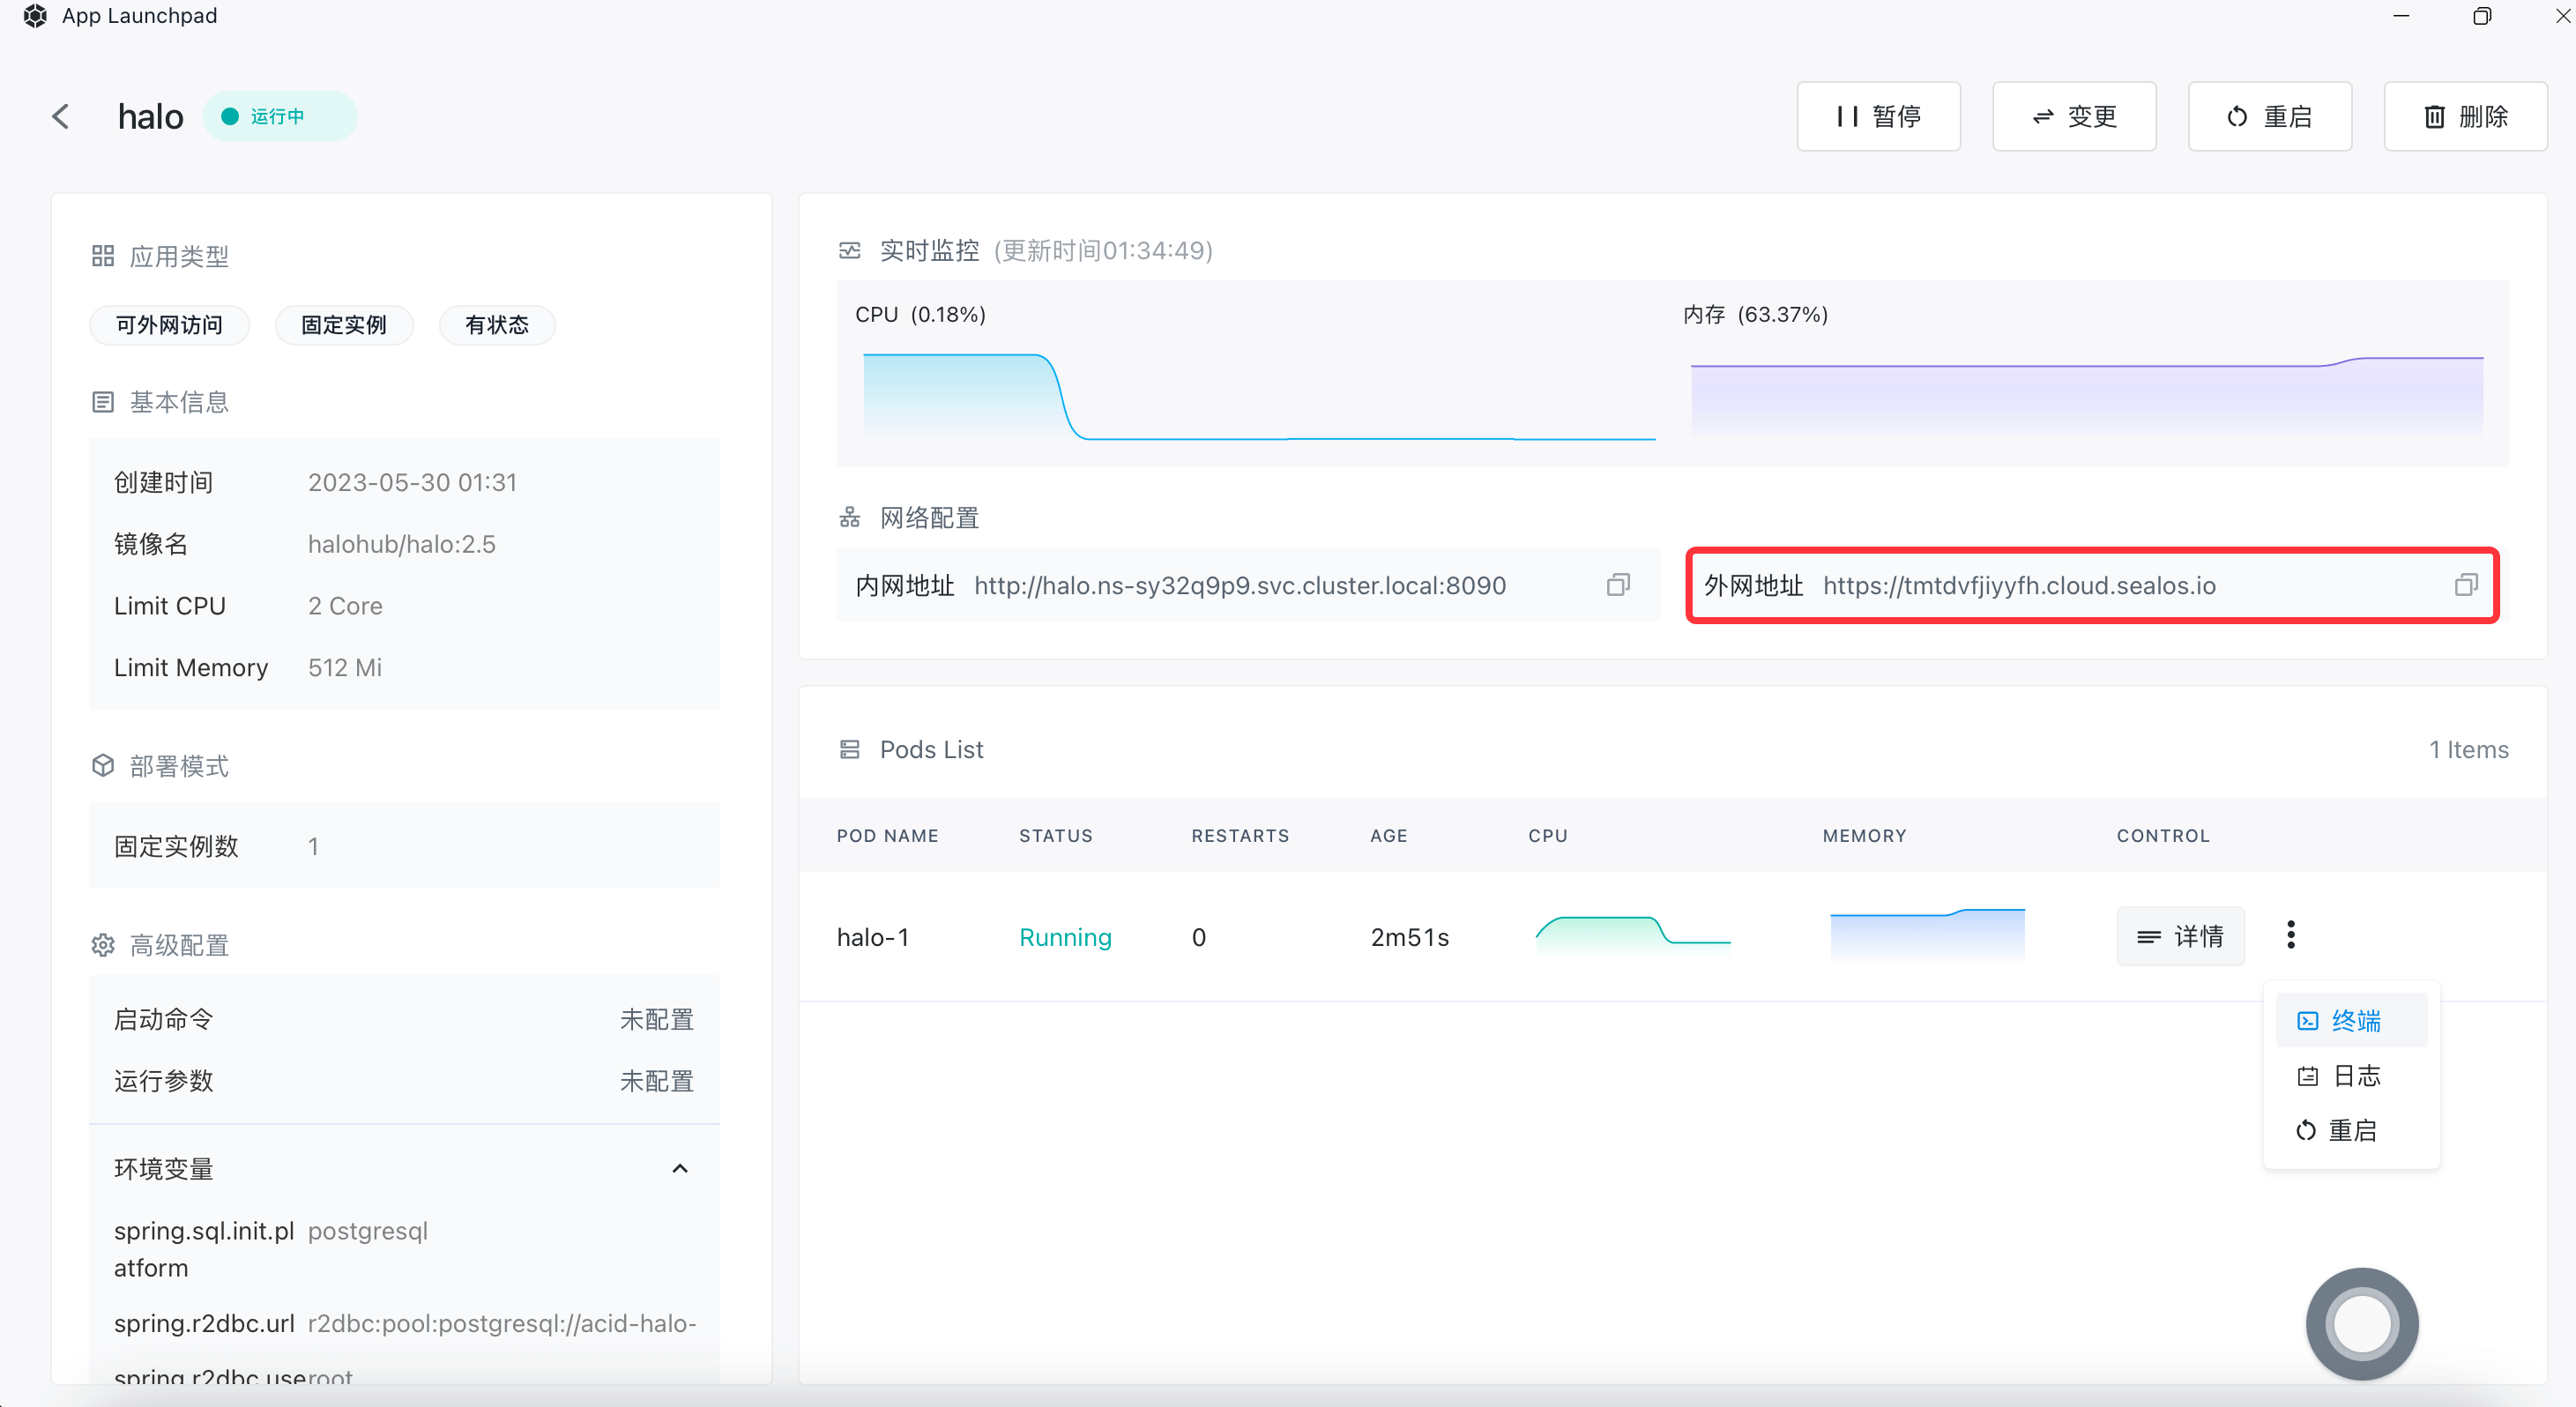 App Launchpad
halo
运行中
暂停
变更
重启
删除
应用类型
可外网访问
固定实例
有状态
基本信息
创建时间 2023-05-30 01:31
镜像名 halohub/halo:2.5
Limit CPU 2 Core
Limit Memory 512 Mi
部署模式
固定实例数 1
高级配置
启动命令 未配置
运行参数 未配置
环境变量
spring.sql.init.pl postgresql
atform
spring.r2dbc.url r2dbc:pool:postgresql://acid-halo-
spring.r2dbc.use root
实时监控 (更新时间01:34:49)
CPU (0.18%)
内存 (63.37%)
网络配置
内网地址 http://halo.ns-sy32q9p9.svc.cluster.local:8090
外网地址 https://tmtdvfjiyyfh.cloud.sealos.io
Pods List
1 Items
POD NAME STATUS RESTARTS AGE CPU MEMORY CONTROL
halo-1 Running 0 2m51s 详情
终端
日志
重启